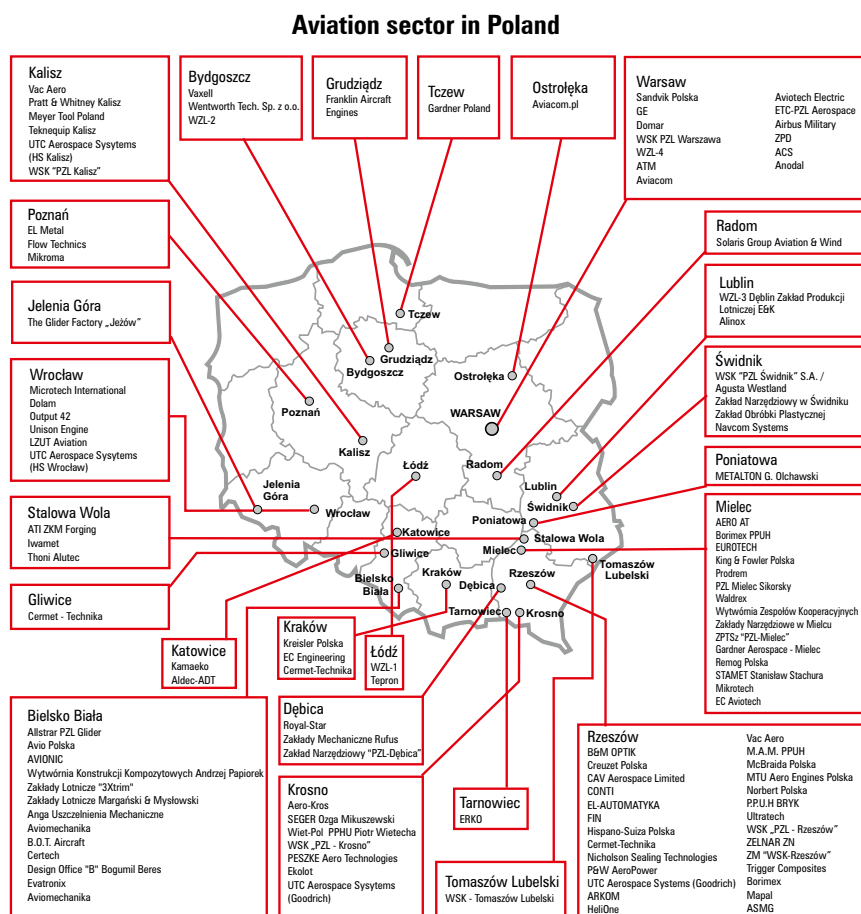 Aviation sector in Poland
Kalisz
Vac Aero
Pratt & Whitney Kalisz
Meyer Tool Poland
Teknequip Kalisz
UTC Aerospace Sysytems
(HS Kalisz)
WSK "PZL Kalisz”
Bydgoszcz
Vaxell
Wentworth Tech. Sp. z o.o.
WZL-2
Grudziądz
Franklin Aircraft
Engines
Tczew
Gardner Poland
Ostrołęka
Aviacom.pl
Warsaw
Sandvik Polska
GE
Domar
WSK PZL Warszawa
WZL-4
ATM
Aviacom
Aviotech Electric
ETC-PZL Aerospace
Airbus Military
ZPD
ACS
Anodal
Poznań
EL Metal
Flow Technics
Mikroma
Radom
Solaris Group Aviation & Wind
Jelenia Góra
The Glider Factory „Jeżów”
Lublin
WZL-3 Dęblin Zakład Produkcji
Lotniczej E&K
Alinox
Wrocław
Microtech International
Dolam
Output 42
Unison Engine
LZUT Aviation
UTC Aerospace Sysytems
(HS Wrocław)
Świdnik
WSK "PZL Świdnik” S.A. /
Agusta Westland
Zakład Narzędziowy w Świdniku
Zakład Obróbki Plastycznej
Navcom Systems
Poniatowa
METALTON G. Olchawski
Stalowa Wola
ATI ZKM Forging
Iwamet
Thoni Alutec
Mielec
AERO AT
Borimex PPUH
EUROTECH
King & Fowler Polska
Prodrem
PZL Mielec Sikorsky
Waldrex
Wytwórnia Zespołów Kooperacyjnych
Zakłady Narzędziowe w Mielcu
ZPTSz “PZL-Mielec”
Gardner Aerospace - Mielec
Remog Polska
STAMET Stanisław Stachura
Mikrotech
EC Aviotech
Gliwice
Cermet - Technika
Tczew
Grudziądz
Bydgoszcz
Ostrołęka
Poznań
WARSAW
Kalisz
Łódź
Radom
Jelenia
Góra
Lublin
Świdnik
Wrocław
Poniatowa
Katowice
Stalowa Wola
Gliwice
Mielec
Tomaszów
Lubelski
Bielsko
Biała
Kraków
Dębica
Rzeszów
Tarnowiec
Krosno
Katowice
Kamaeko
Aldec-ADT
Kraków
Kreisler Polska
EC Engineering
Cermet-Technika
Łódź
WZL-1
Tepron
Bielsko Biała
Allstrar PZL Glider
Avio Polska
AVIONIC
Wytwórnia Konstrukcji Kompozytowych Andrzej Papiorek
Zakłady Lotnicze "3Xtrim"
Zakłady Lotnicze Margański & Mysłowski
Anga Uszczelnienia Mechaniczne
Aviomechanika
B.O.T. Aircraft
Certech
Design Office "B" Bogumil Beres
Evatronix
Aviomechanika
Dębica
Royal-Star
Zakłady Mechaniczne Rufus
Zakład Narzędziowy “PZL-Dębica”
Krosno
Aero-Kros
SEGER Ozga Mikuszewski
Wiet-Pol PPHU Piotr Wietecha
WSK „PZL - Krosno”
PESZKE Aero Technologies
Ekolot
UTC Aerospace Sysytems
(Goodrich)
Tarnowiec
ERKO
Tomaszów Lubelski
WSK - Tomaszów Lubelski
Rzeszów
B&M OPTIK
Creuzet Polska
CAV Aerospace Limited
CONTI
EL-AUTOMATYKA
FIN
Hispano-Suiza Polska
Cermet-Technika
Nicholson Sealing Technologies
P&W AeroPower
UTC Aerospace Systems (Goodrich)
ARKOM
HeliOne
Vac Aero
M.A.M. PPUH
McBraida Polska
MTU Aero Engines Polska
Norbert Polska
P.P.U.H BRYK
Ultratech
WSK „PZL - Rzeszów”
ZELNAR ZN
ZM “WSK-Rzeszów”
Trigger Composites
Borimex
Mapal
ASMG